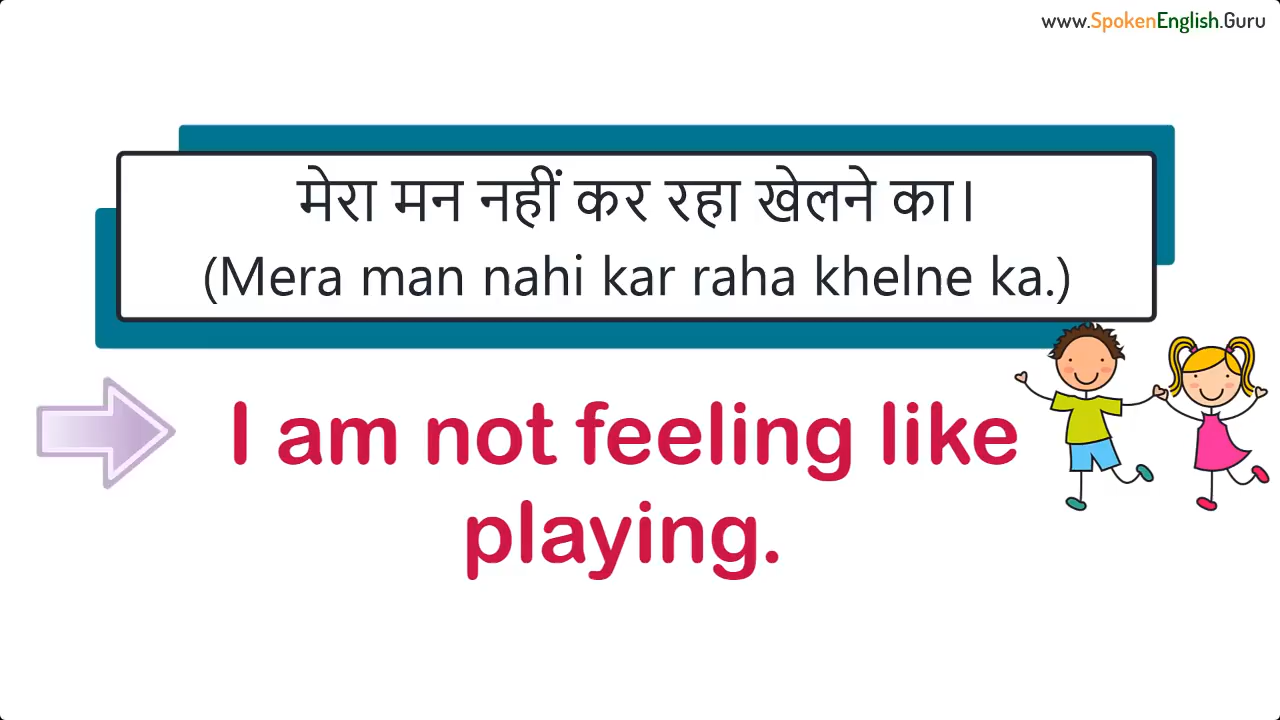 www.SpokenEnglish.Guru
मेरा मन नहीं कर रहा खेलने का।
(Mera man nahi kar raha khelne ka.)
I am not feeling like
playing.